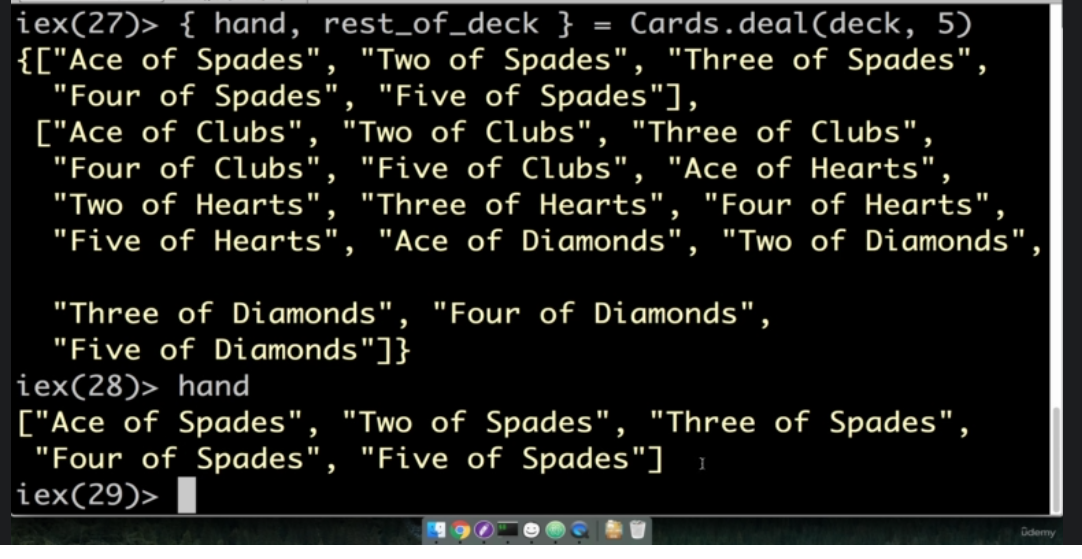 iex(27)> { hand, rest_of_deck } = Cards.deal(deck, 5)
{["Ace of Spades", "Two of Spades", "Three of Spades",
  "Four of Spades", "Five of Spades"],
 ["Ace of Clubs", "Two of Clubs", "Three of Clubs",
  "Four of Clubs", "Five of Clubs", "Ace of Hearts",
  "Two of Hearts", "Three of Hearts", "Four of Hearts",
  "Five of Hearts", "Ace of Diamonds", "Two of Diamonds",
  "Three of Diamonds", "Four of Diamonds",
  "Five of Diamonds"]}
iex(28)> hand
["Ace of Spades", "Two of Spades", "Three of Spades",
 "Four of Spades", "Five of Spades"]
iex(29)>
ûdemy